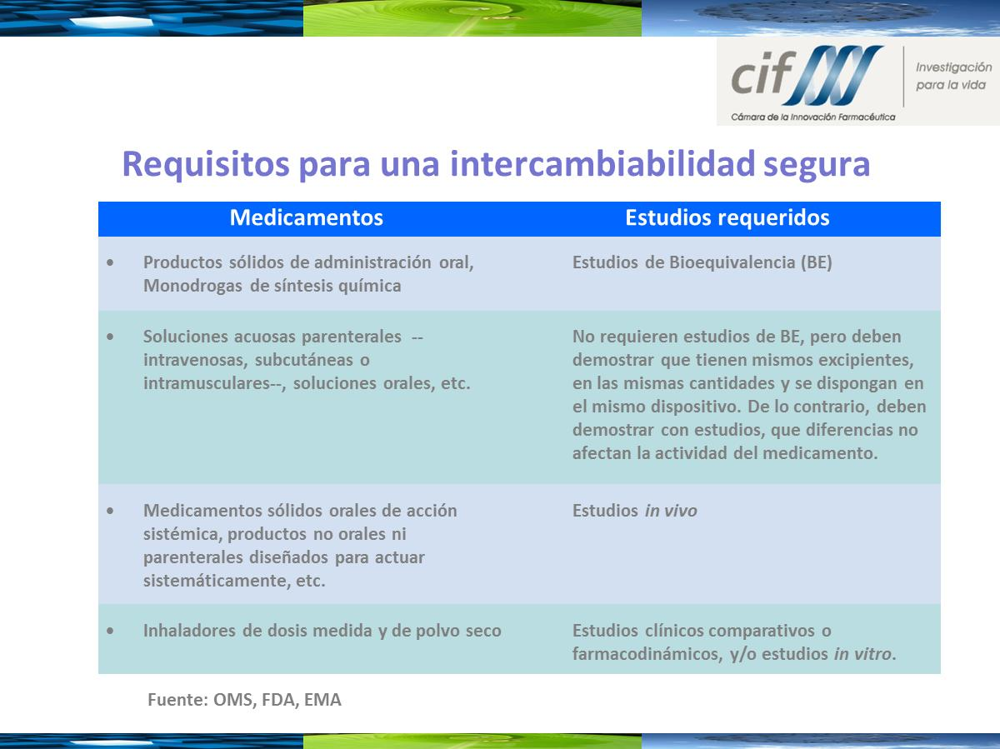 cif
Investigación
para la vida
Cámara de la Innovación Farmacéutica
Requisitos para una intercambiabilidad segura
Medicamentos
Estudios requeridos
• Productos sólidos de administración oral,
Monodrogas de síntesis química
Estudios de Bioequivalencia (BE)
• Soluciones acuosas parenterales --
intravenosas, subcutáneas o
intramusculares--, soluciones orales, etc.
No requieren estudios de BE, pero deben
demostrar que tienen mismos excipientes,
en las mismas cantidades y se dispongan en
el mismo dispositivo. De lo contrario, deben
demostrar con estudios, que diferencias no
afectan la actividad del medicamento.
• Medicamentos sólidos orales de acción
sistémica, productos no orales ni
parenterales diseñados para actuar
sistemáticamente, etc.
Estudios in vivo
• Inhaladores de dosis medida y de polvo seco
Estudios clínicos comparativos o
farmacodinámicos, y/o estudios in vitro.
Fuente: OMS, FDA, EMA